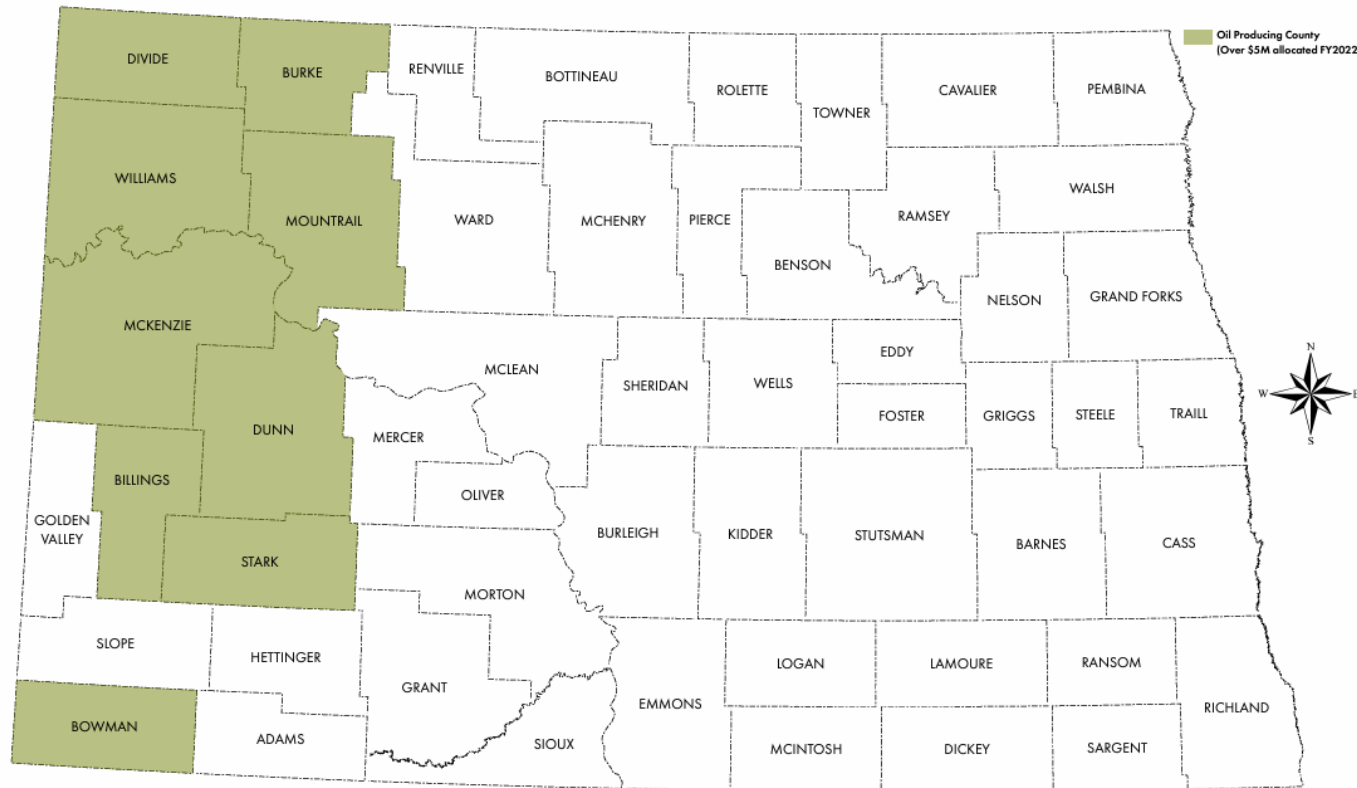 Oil Producing County
(Over $5M allocated FY2022
DIVIDE
BURKE
RENVILLE
BOTTINEAU
ROLETTE
TOWNER
CAVALIER
PEMBINA
WILLIAMS
MOUNTRAIL
WARD
MCHENRY
PIERCE
BENSON
RAMSEY
WALSH
NELSON
GRAND FORKS
MCKENZIE
DUNN
MCLEAN
SHERIDAN
WELLS
EDDY
FOSTER
GRIGGS
STEELE
TRAILL
N
W
E
S
MERCER
OLIVER
BILLINGS
GOLDEN
VALLEY
STARK
BURLEIGH
KIDDER
STUTSMAN
BARNES
CASS
MORTON
SLOPE
HETTINGER
GRANT
EMMONS
LOGAN
LAMOURE
RANSOM
RICHLAND
BOWMAN
ADAMS
SIOUX
MCINTOSH
DICKEY
SARGENT